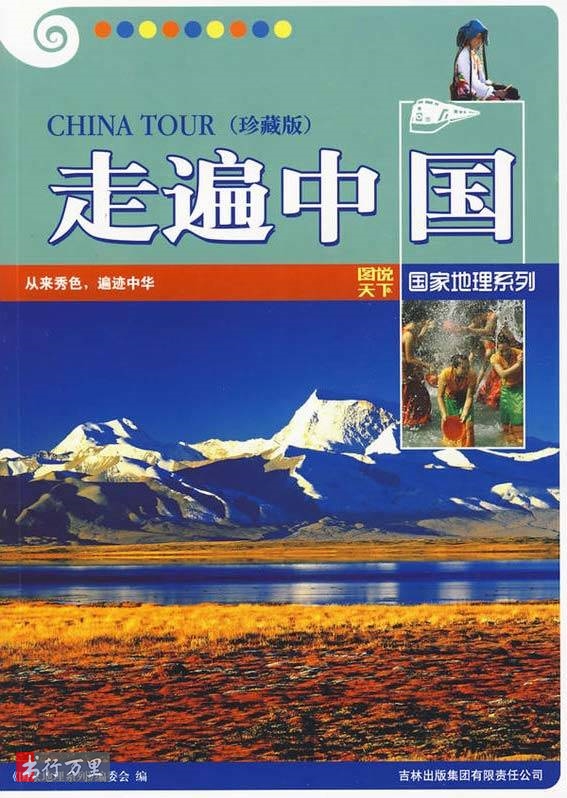 CHINA TOUR（珍藏版）
走遍中国
从来秀色，遍迹中华
图说
天下
国家地理系列
书行万里
委会 编
吉林出版集团有限责任公司